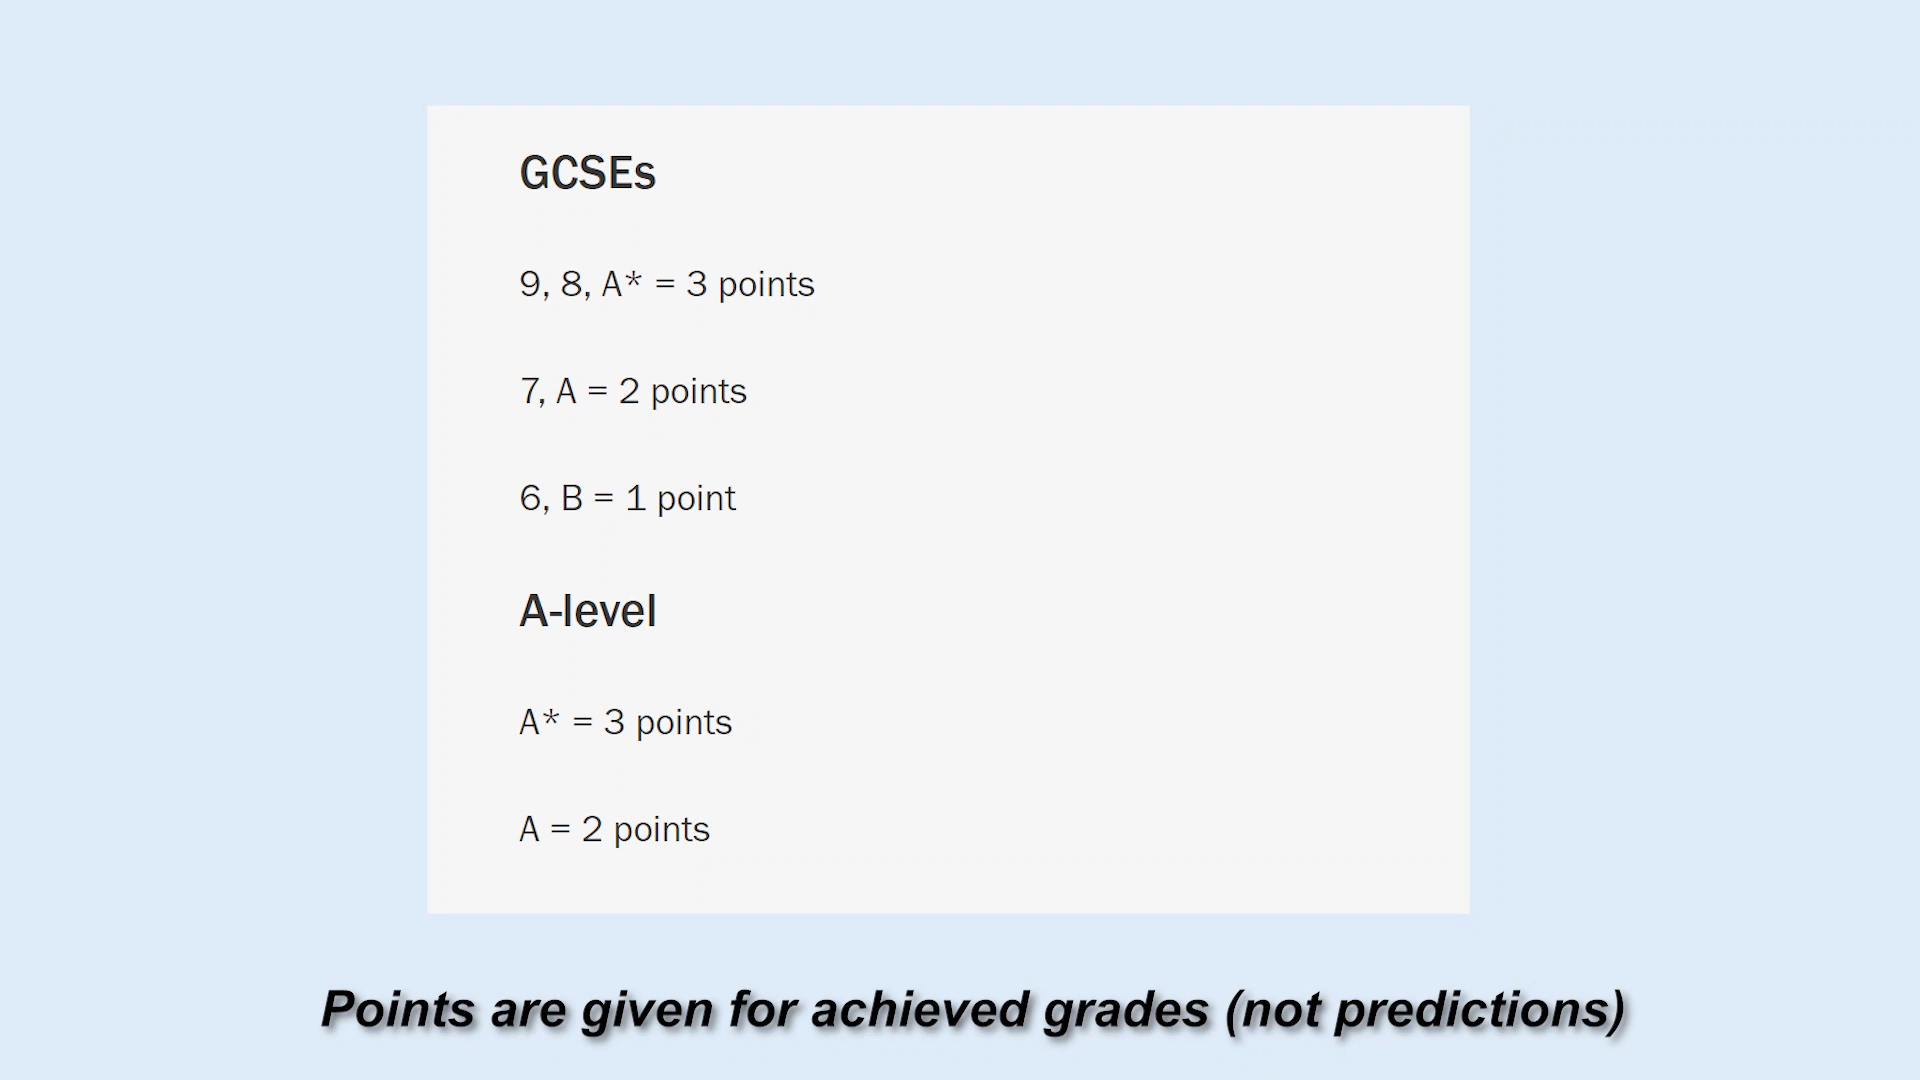 GCSEs
9, 8, A* = 3 points
7, A = 2 points
6, B = 1 point
A-level
A* = 3 points
A = 2 points
Points are given for achieved grades (not predictions)